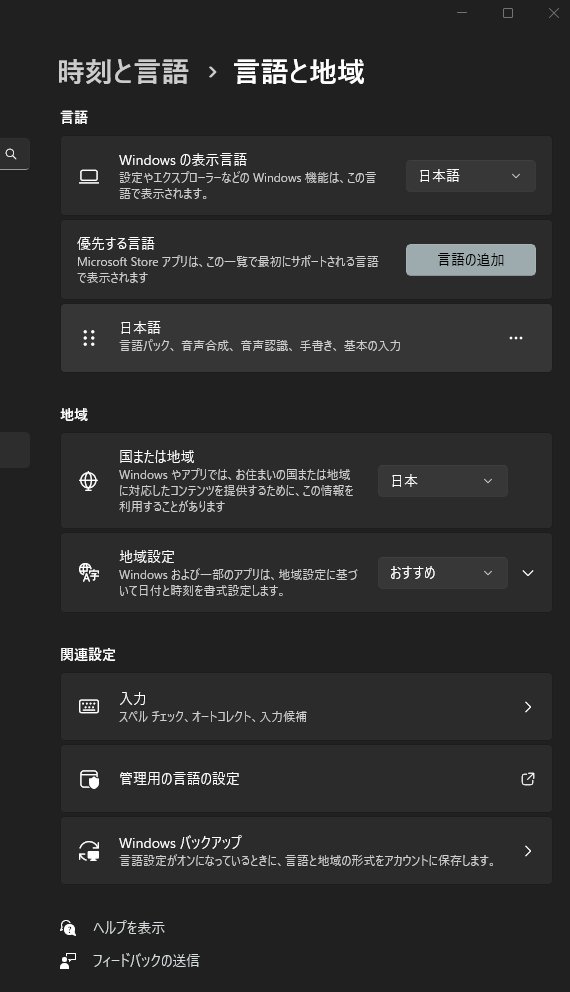 時刻と言語 › 言語と地域
言語
Windows の表示言語
設定やエクスプローラーなどの Windows 機能は、この言
語で表示されます。
日本語
優先する言語
Microsoft Store アプリは、この一覧で最初にサポートされる言語
で表示されます
言語の追加
日本語
言語パック、音声合成、音声認識、手書き、基本の入力
地域
国または地域
Windows やアプリでは、お住まいの国または地域
に対応したコンテンツを提供するために、この情報を
利用することがあります
日本
地域設定
Windows および一部のアプリは、地域設定に基づ
いて日付と時刻を書式設定します。
おすすめ
関連設定
入力
スペル チェック、オートコレクト、入力候補
管理用の言語の設定
Windows バックアップ
言語設定がオンになっているときに、言語と地域の形式をアカウントに保存します。
ヘルプを表示
フィードバックの送信